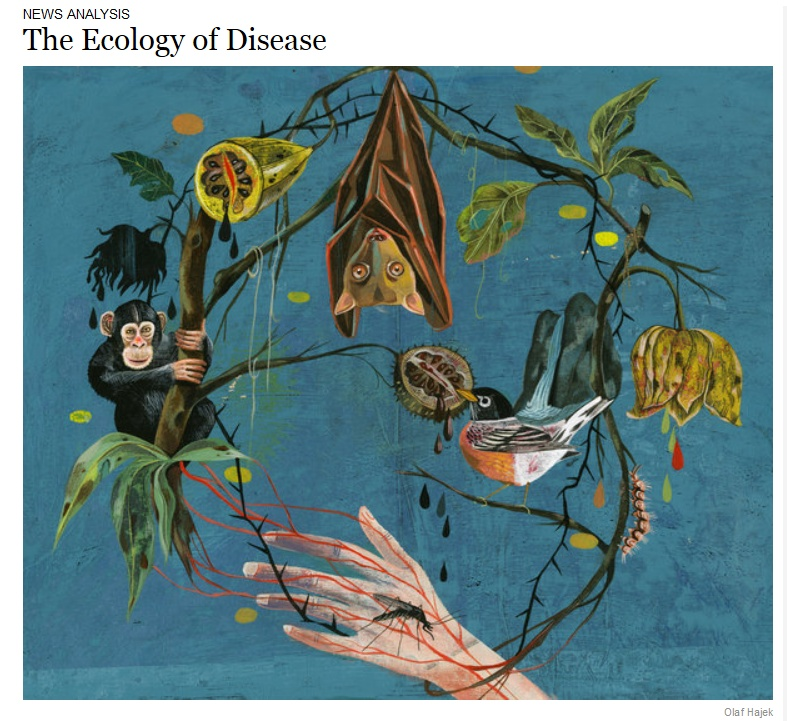 NEWS ANALYSIS
The Ecology of Disease
Olaf Hajek